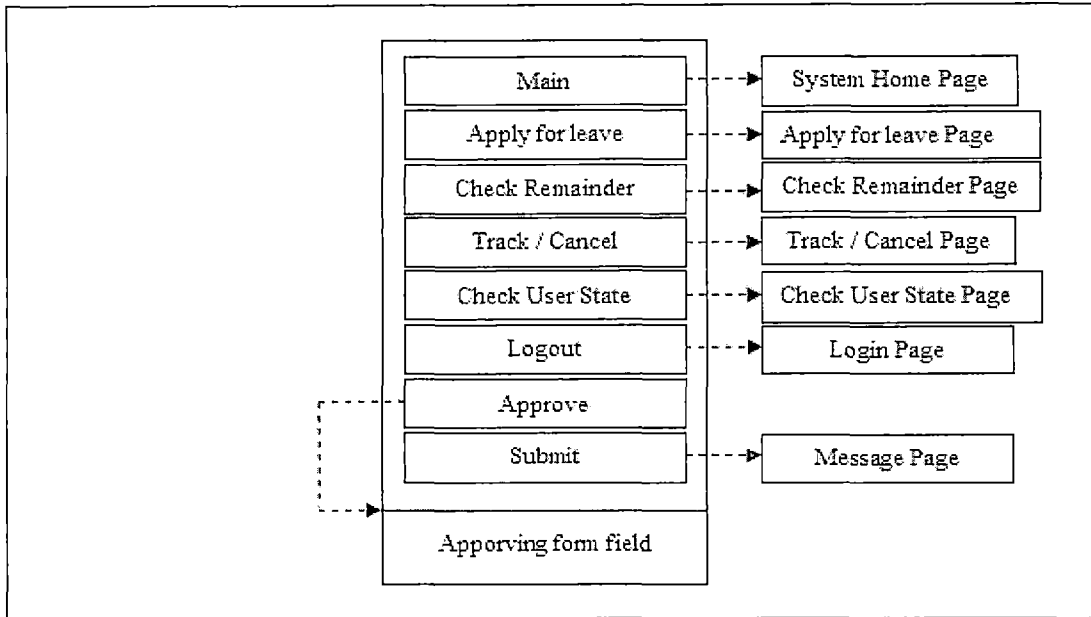 Main
System Home Page
Apply for leave
Apply for leave Page
Check Remainder
Check Remainder Page
Track / Cancel
Track / Cancel Page
Check User State
Check User State Page
Logout
Login Page
Approve
Submit
Message Page
Apporving form field